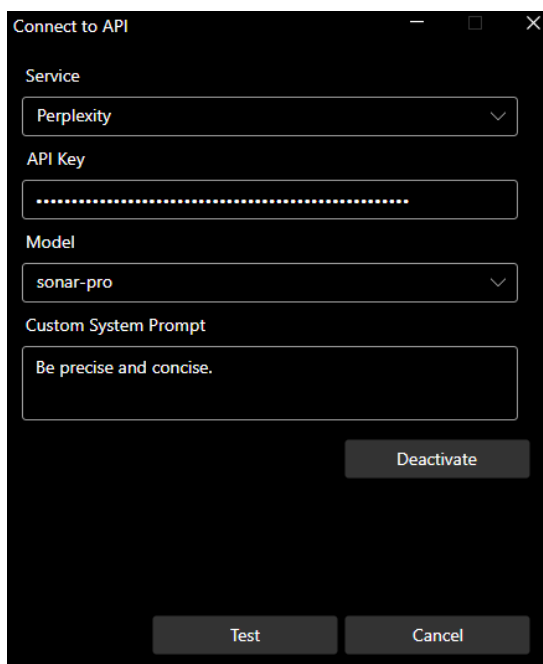 Connect to API
Service
Perplexity
API Key
Model
sonar-pro
Custom System Prompt
Be precise and concise.
Deactivate
Test
Cancel